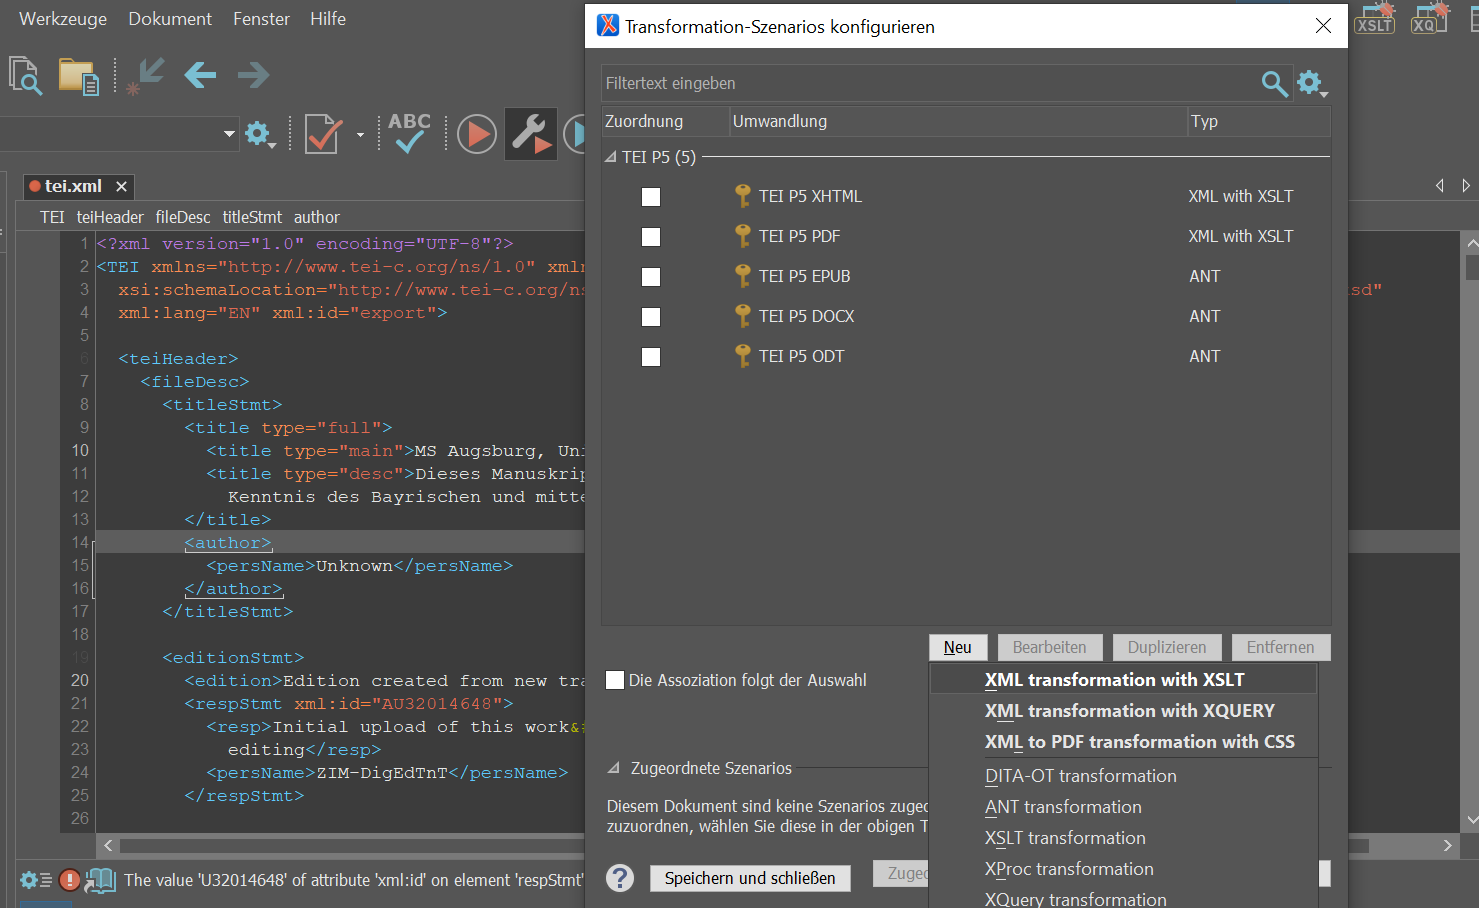 Werkzeuge Dokument Fenster Hilfe
Transformation-Szenarios konfigurieren
XSLT XQ
Filtertext eingeben
Zuordnung Umwandlung Typ
TEI P5 (5)
TEI P5 XHTML XML with XSLT
TEI P5 PDF XML with XSLT
TEI P5 EPUB ANT
TEI P5 DOCX ANT
TEI P5 ODT ANT
Neu Bearbeiten Duplizieren Entfernen
Die Assoziation folgt der Auswahl
XML transformation with XSLT
XML transformation with XQUERY
XML to PDF transformation with CSS
DITA-OT transformation
ANT transformation
XSLT transformation
XProc transformation
XQuery transformation
Zugeordnete Szenarios
Diesem Dokument sind keine Szenarios zugeo
zuzuordnen, wählen Sie diese in der obigen T
Speichern und schließen Zugeo
ABC
tei.xml
TEI teiHeader fileDesc titleStmt author
1 <?xml version="1.0" encoding="UTF-8"?>
2 <TEI xmlns="http://www.tei-c.org/ns/1.0" xmln
3 xsi:schemaLocation="http://www.tei-c.org/ns sd"
4 xml:lang="EN" xml:id="export">
5
6 <teiHeader>
7 <fileDesc>
8 <titleStmt>
9 <title type="full">
10 <title type="main">MS Augsburg, Uni
11 <title type="desc">Dieses Manuskrip
12 Kenntnis des Bayrischen und mitte
13 </title>
14 <author>
15 <persName>Unknown</persName>
16 </author>
17 </titleStmt>
18
19 <editionStmt>
20 <edition>Edition created from new tra
21 <respStmt xml:id="AU32014648">
22 <resp>Initial upload of this work&#
23 editing</resp>
24 <persName>ZIM-DigEdTnT</persName>
25 </respStmt>
26
The value 'U32014648' of attribute 'xml:id' on element 'respStmt'